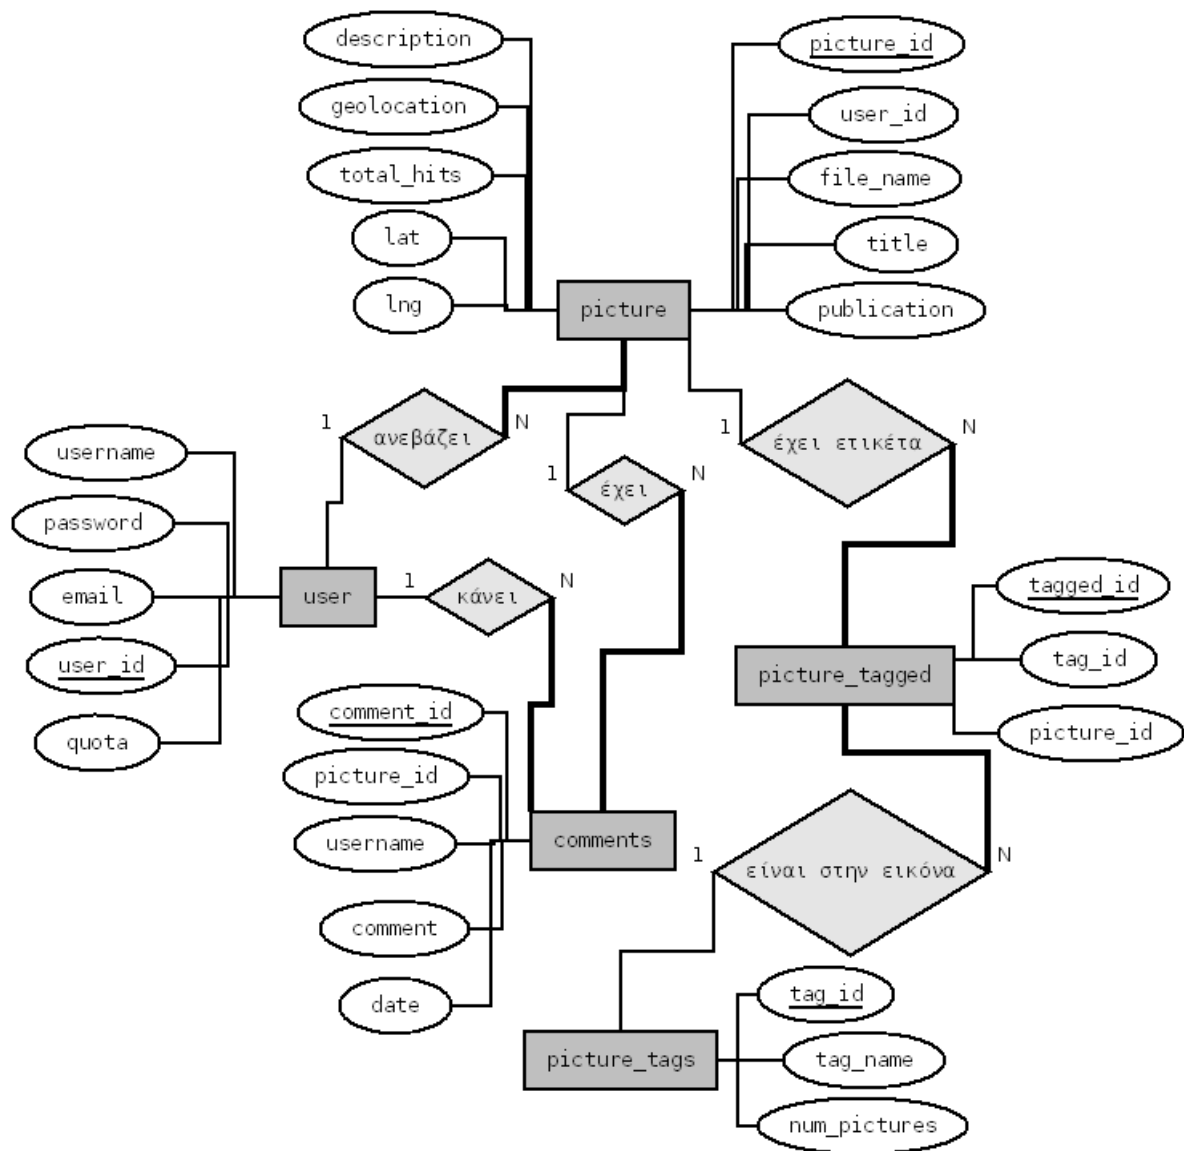 description
picture_id
geolocation
user_id
total_hits
file_name
lat
title
lng
picture
publication
1
ανεβάζει
N
1
έχει
N
1
έχει ετικέτα
N
username
password
email
user_id
quota
user
1
κάνει
N
tagged_id
picture_tagged
tag_id
picture_id
comment_id
picture_id
username
comments
comment
date
1
είναι στην εικόνα
N
tag_id
picture_tags
tag_name
num_pictures